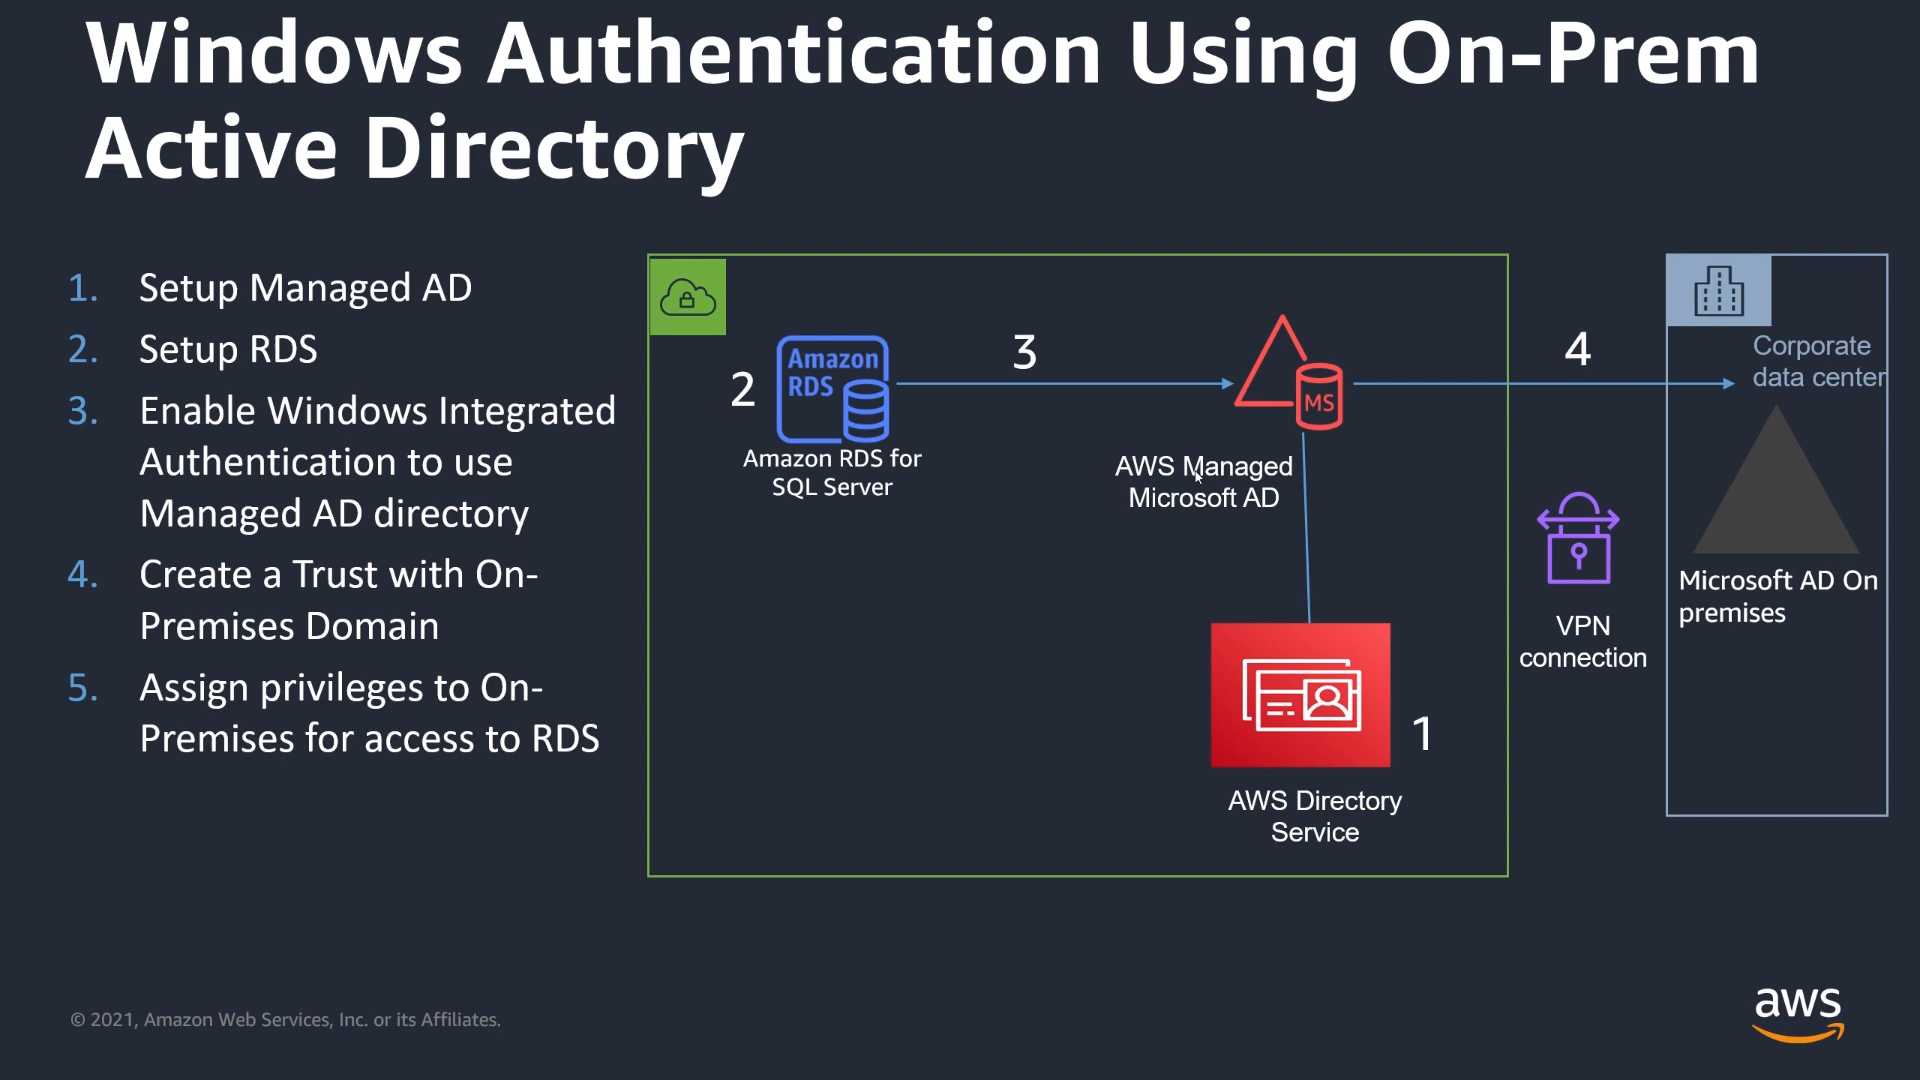 Windows Authentication Using On-Prem
Active Directory
1. Setup Managed AD
2. Setup RDS
3. Enable Windows Integrated
Authentication to use
Managed AD directory
4. Create a Trust with On-
Premises Domain
5. Assign privileges to On-
Premises for access to RDS
2
Amazon
RDS
Amazon RDS for
SQL Server
3
MS
AWS Managed
Microsoft AD
AWS Directory
Service
1
4
VPN
connection
Corporate
data center
Microsoft AD On
premises
© 2021, Amazon Web Services, Inc. or its Affiliates.
aws